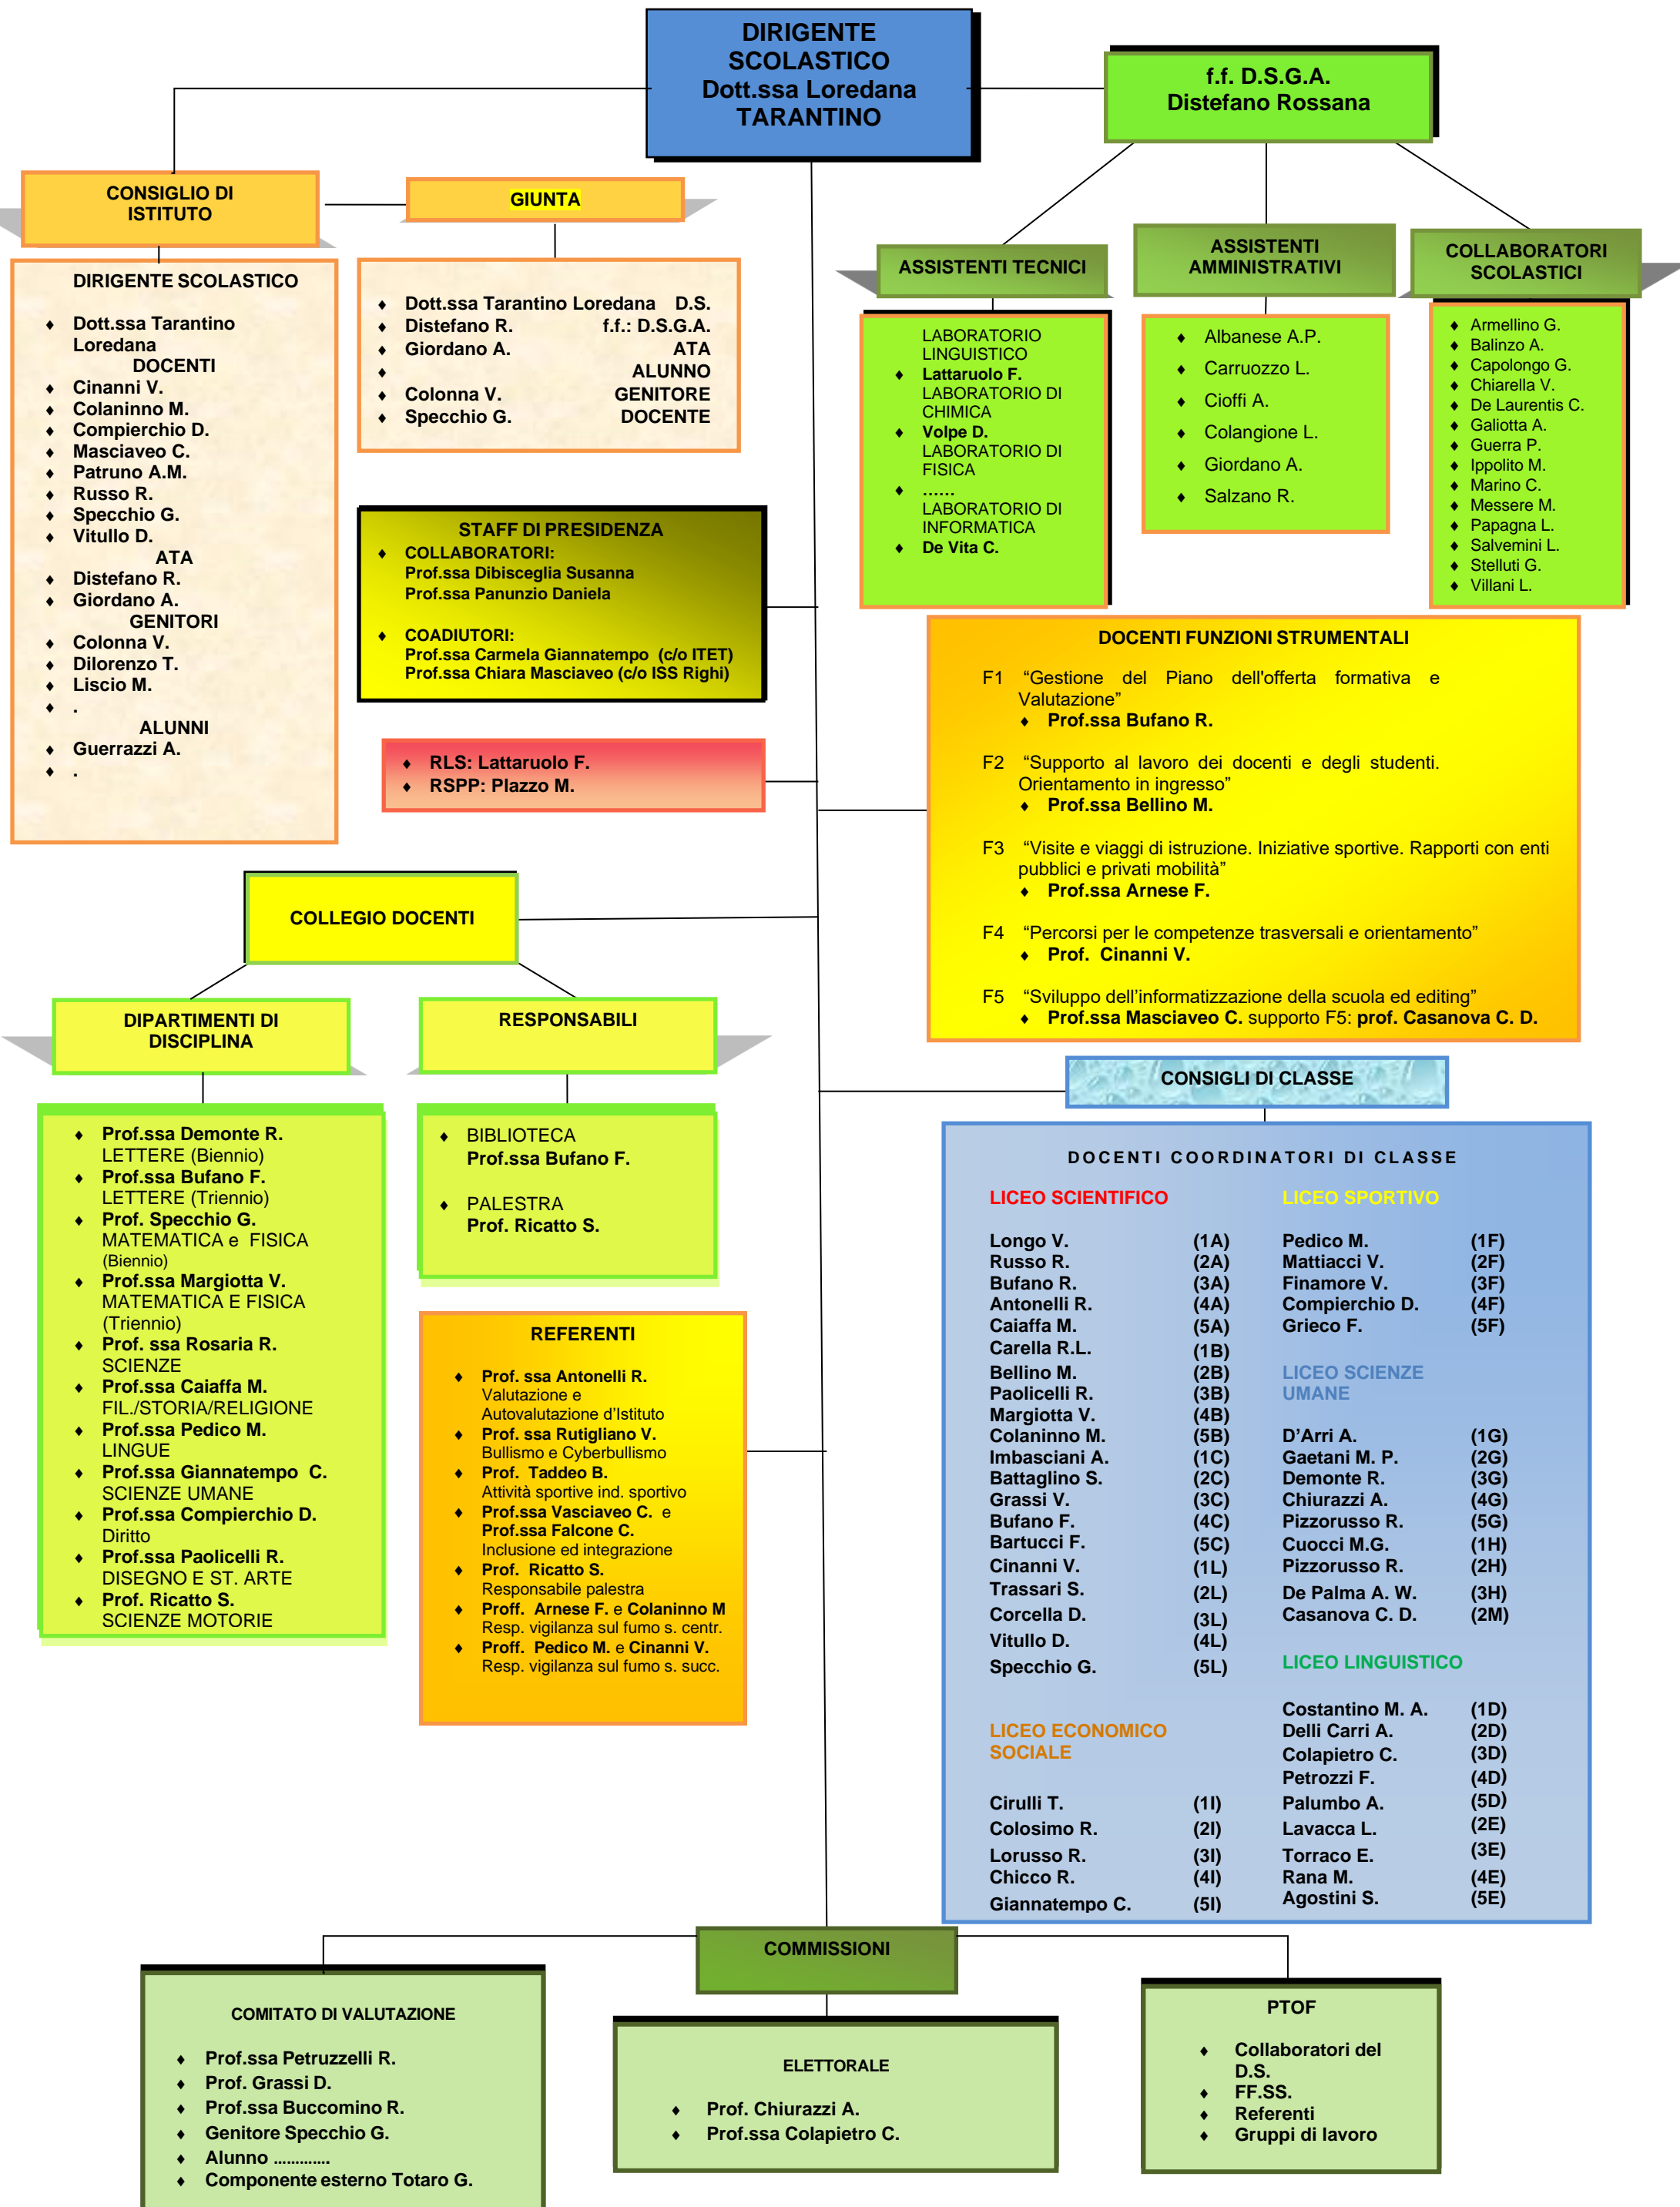 DIRIGENTE
SCOLASTICO
Dott.ssa Loredana
TARANTINO
f.f. D.S.G.A.
Distefano Rossana
CONSIGLIO DI
ISTITUTO
GIUNTA
DIRIGENTE SCOLASTICO
♦ Dott.ssa Tarantino
Loredana
DOCENTI
♦ Cinanni V.
♦ Colaninno M.
♦ Compierchio D.
♦ Masciaveo C.
♦ Patruno A.M.
♦ Russo R.
♦ Specchio G.
♦ Vitullo D.
ATA
♦ Distefano R.
♦ Giordano A.
GENITORI
♦ Colonna V.
♦ Dilorenzo T.
♦ Liscio M.
♦ .
ALUNNI
♦ Guerrazzi A.
♦ .
♦ Dott.ssa Tarantino Loredana D.S.
♦ Distefano R. f.f.: D.S.G.A.
♦ Giordano A. ATA
♦ ALUNNO
♦ Colonna V. GENITORE
♦ Specchio G. DOCENTE
ASSISTENTI TECNICI
ASSISTENTI
AMMINISTRATIVI
COLLABORATORI
SCOLASTICI
LABORATORIO
LINGUISTICO
♦ Lattaruolo F.
LABORATORIO DI
CHIMICA
♦ Volpe D.
LABORATORIO DI
FISICA
♦ ……
LABORATORIO DI
INFORMATICA
♦ De Vita C.
♦ Albanese A.P.
♦ Carruozzo L.
♦ Cioffi A.
♦ Colangione L.
♦ Giordano A.
♦ Salzano R.
♦ Armellino G.
♦ Balinzo A.
♦ Capolongo G.
♦ Chiarella V.
♦ De Laurentis C.
♦ Galiotta A.
♦ Guerra P.
♦ Ippolito M.
♦ Marino C.
♦ Messere M.
♦ Papagna L.
♦ Salvemini L.
♦ Stelluti G.
♦ Villani L.
STAFF DI PRESIDENZA
♦ COLLABORATORI:
Prof.ssa Dibisceglia Susanna
Prof.ssa Panunzio Daniela
♦ COADIUTORI:
Prof.ssa Carmela Giannatempo (c/o ITET)
Prof.ssa Chiara Masciaveo (c/o ISS Righi)
♦ RLS: Lattaruolo F.
♦ RSPP: Plazzo M.
DOCENTI FUNZIONI STRUMENTALI
F1 “Gestione del Piano dell'offerta formativa e
Valutazione”
♦ Prof.ssa Bufano R.
F2 “Supporto al lavoro dei docenti e degli studenti.
Orientamento in ingresso”
♦ Prof.ssa Bellino M.
F3 “Visite e viaggi di istruzione. Iniziative sportive. Rapporti con enti
pubblici e privati mobilità”
♦ Prof.ssa Arnese F.
F4 “Percorsi per le competenze trasversali e orientamento”
♦ Prof. Cinanni V.
F5 “Sviluppo dell’informatizzazione della scuola ed editing”
♦ Prof.ssa Masciaveo C. supporto F5: prof. Casanova C. D.
COLLEGIO DOCENTI
DIPARTIMENTI DI
DISCIPLINA
RESPONSABILI
♦ Prof.ssa Demonte R.
LETTERE (Biennio)
♦ Prof.ssa Bufano F.
LETTERE (Triennio)
♦ Prof. Specchio G.
MATEMATICA e FISICA
(Biennio)
♦ Prof.ssa Margiotta V.
MATEMATICA E FISICA
(Triennio)
♦ Prof. ssa Rosaria R.
SCIENZE
♦ Prof.ssa Caiaffa M.
FIL./STORIA/RELIGIONE
♦ Prof.ssa Pedico M.
LINGUE
♦ Prof.ssa Giannatempo C.
SCIENZE UMANE
♦ Prof.ssa Compierchio D.
Diritto
♦ Prof.ssa Paolicelli R.
DISEGNO E ST. ARTE
♦ Prof. Ricatto S.
SCIENZE MOTORIE
♦ BIBLIOTECA
Prof.ssa Bufano F.
♦ PALESTRA
Prof. Ricatto S.
REFERENTI
♦ Prof. ssa Antonelli R.
Valutazione e
Autovalutazione d’Istituto
♦ Prof. ssa Rutigliano V.
Bullismo e Cyberbullismo
♦ Prof. Taddeo B.
Attività sportive ind. sportivo
♦ Prof.ssa Vasciaveo C. e
Prof.ssa Falcone C.
Inclusione ed integrazione
♦ Prof. Ricatto S.
Responsabile palestra
♦ Proff. Arnese F. e Colaninno M
Resp. vigilanza sul fumo s. centr.
♦ Proff. Pedico M. e Cinanni V.
Resp. vigilanza sul fumo s. succ.
CONSIGLI DI CLASSE
DOCENTI COORDINATORI DI CLASSE
LICEO SCIENTIFICO
Longo V. (1A)
Russo R. (2A)
Bufano R. (3A)
Antonelli R. (4A)
Caiaffa M. (5A)
Carella R.L. (1B)
Bellino M. (2B)
Paolicelli R. (3B)
Margiotta V. (4B)
Colaninno M. (5B)
Imbasciani A. (1C)
Battaglino S. (2C)
Grassi V. (3C)
Bufano F. (4C)
Bartucci F. (5C)
Cinanni V. (1L)
Trassari S. (2L)
Corcella D. (3L)
Vitullo D. (4L)
Specchio G. (5L)
LICEO ECONOMICO
SOCIALE
Cirulli T. (1I)
Colosimo R. (2I)
Lorusso R. (3I)
Chicco R. (4I)
Giannatempo C. (5I)
LICEO SPORTIVO
Pedico M. (1F)
Mattiacci V. (2F)
Finamore V. (3F)
Compierchio D. (4F)
Grieco F. (5F)
LICEO SCIENZE
UMANE
D’Arri A. (1G)
Gaetani M. P. (2G)
Demonte R. (3G)
Chiurazzi A. (4G)
Pizzorusso R. (5G)
Cuocci M.G. (1H)
Pizzorusso R. (2H)
De Palma A. W. (3H)
Casanova C. D. (2M)
LICEO LINGUISTICO
Costantino M. A. (1D)
Delli Carri A. (2D)
Colapietro C. (3D)
Petrozzi F. (4D)
Palumbo A. (5D)
Lavacca L. (2E)
Torraco E. (3E)
Rana M. (4E)
Agostini S. (5E)
COMMISSIONI
COMITATO DI VALUTAZIONE
♦ Prof.ssa Petruzzelli R.
♦ Prof. Grassi D.
♦ Prof.ssa Buccomino R.
♦ Genitore Specchio G.
♦ Alunno ………….
♦ Componente esterno Totaro G.
ELETTORALE
♦ Prof. Chiurazzi A.
♦ Prof.ssa Colapietro C.
PTOF
♦ Collaboratori del
D.S.
♦ FF.SS.
♦ Referenti
♦ Gruppi di lavoro